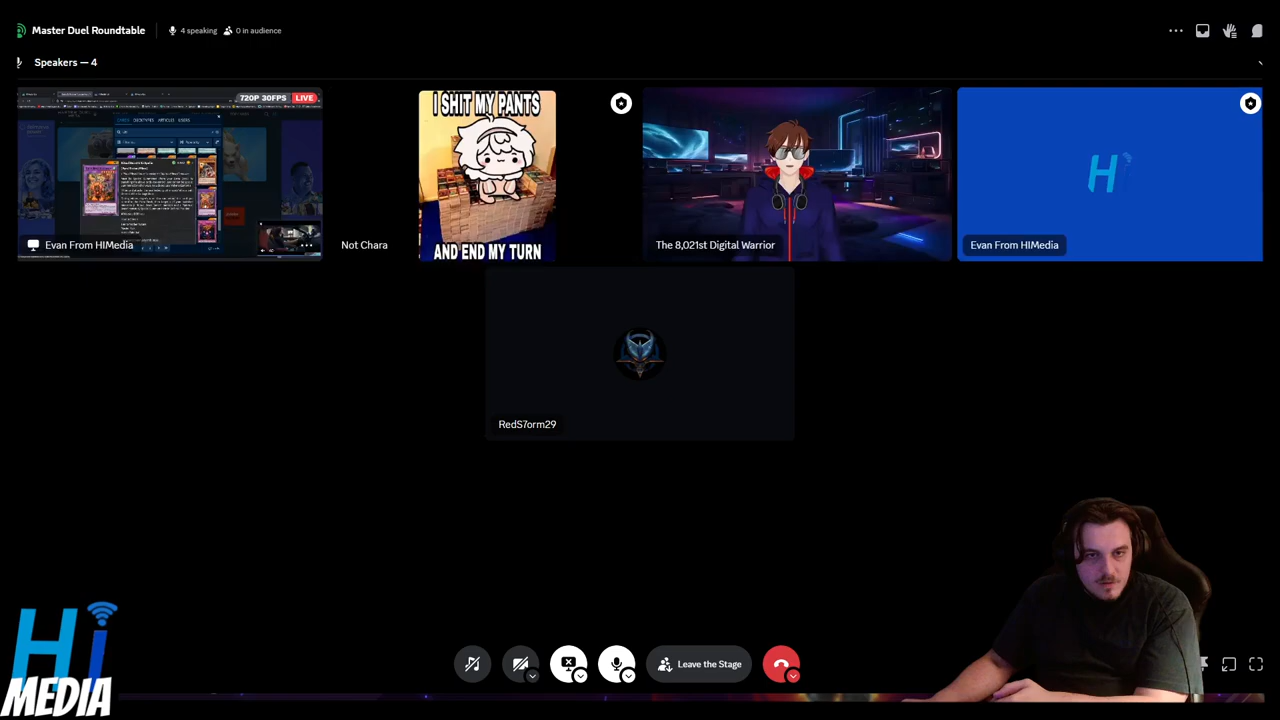 Master Duel Roundtable
4 speaking
0 in audience
Speakers — 4
720P 30FPS
LIVE
Evan From HIMedia
Not Chara
I SHIT MY PANTS
AND END MY TURN
The 8,021st Digital Warrior
Hi
Evan From HIMedia
RedS7orm29
Leave the Stage
Hi
MEDIA